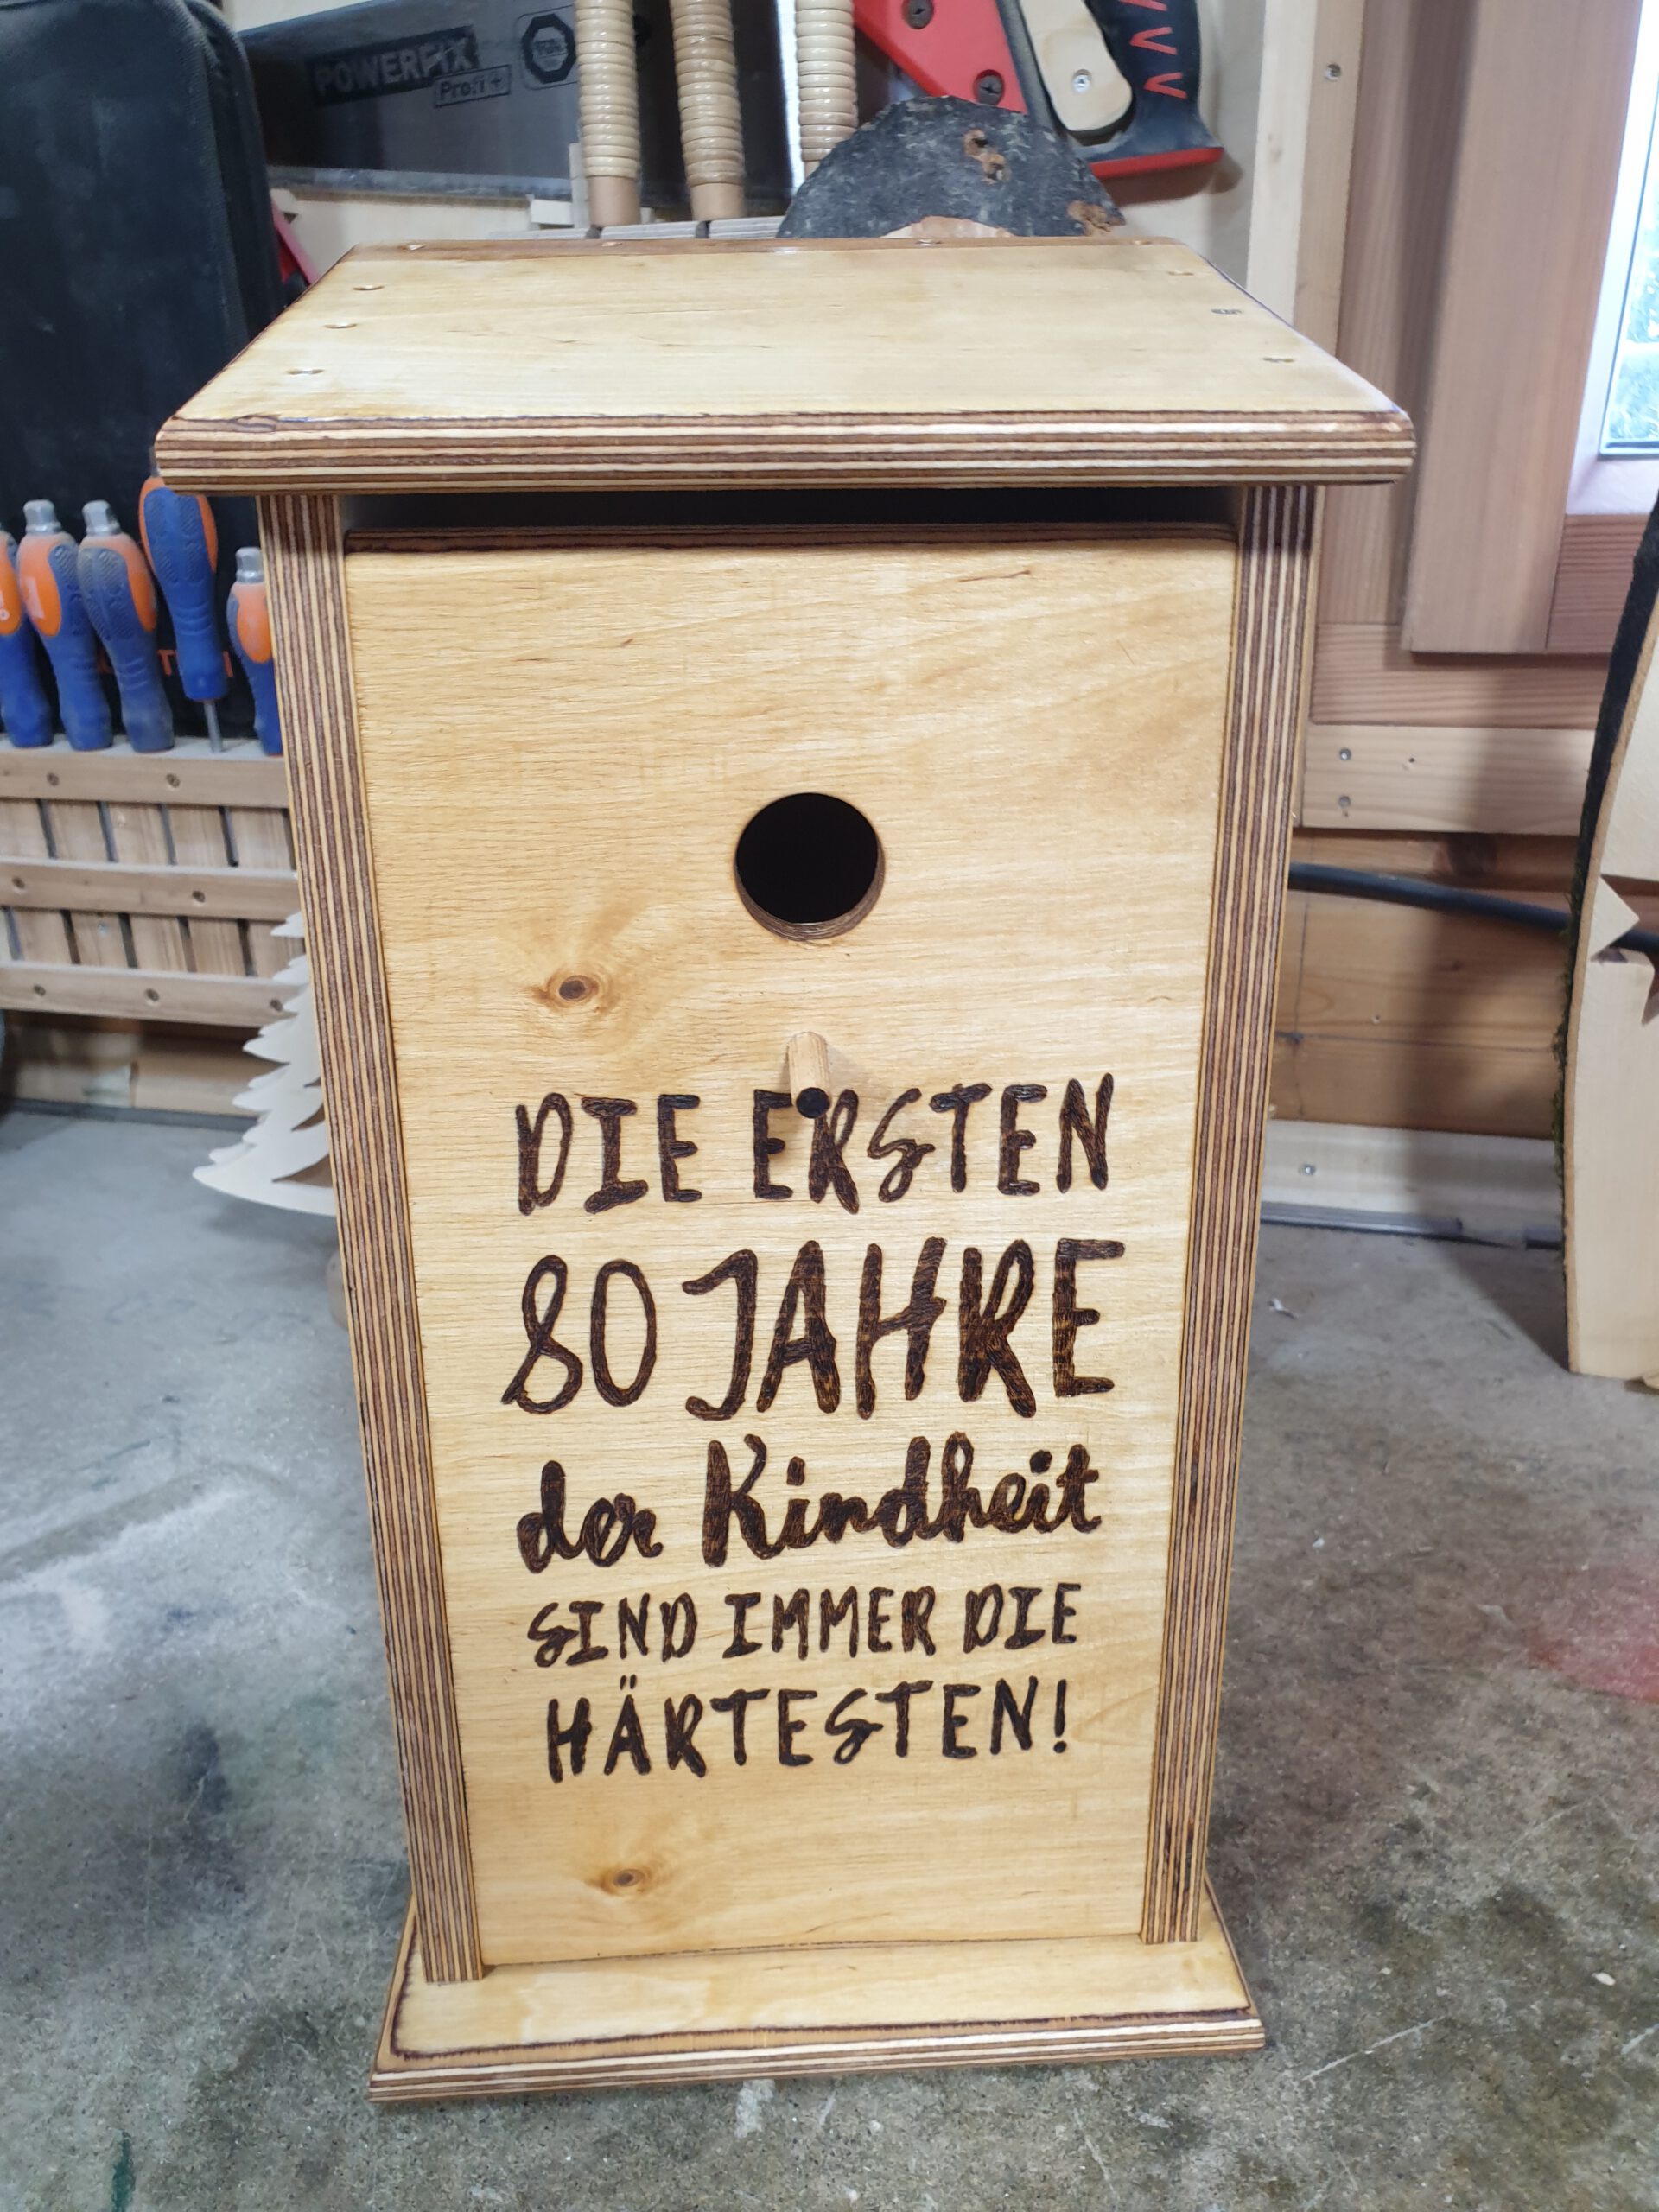 POWERFIX
Profi+
DIE ERSTEN
80 JAHRE
der Kindheit
SIND IMMER DIE
HÄRTESTEN!